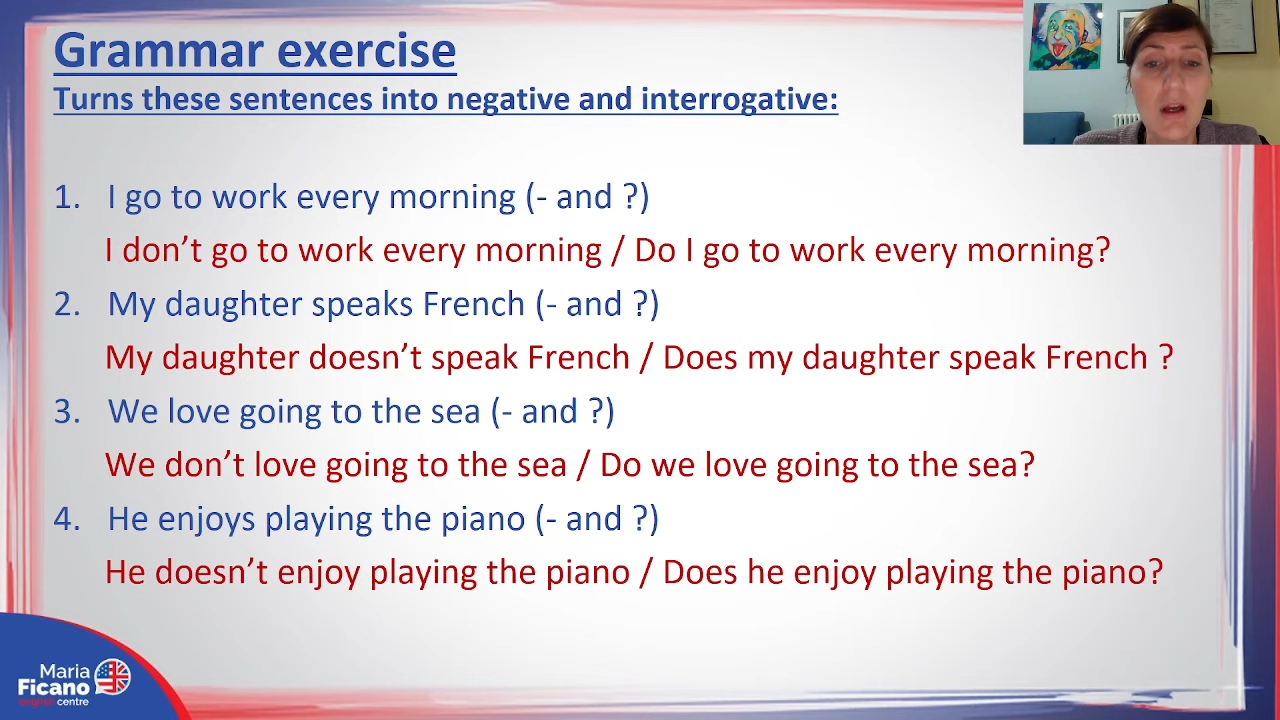 Grammar exercise
Turns these sentences into negative and interrogative:
1. I go to work every morning (- and ?)
I don’t go to work every morning / Do I go to work every morning?
2. My daughter speaks French (- and ?)
My daughter doesn’t speak French / Does my daughter speak French ?
3. We love going to the sea (- and ?)
We don’t love going to the sea / Do we love going to the sea?
4. He enjoys playing the piano (- and ?)
He doesn’t enjoy playing the piano / Does he enjoy playing the piano?
Maria
Ficano
english centre